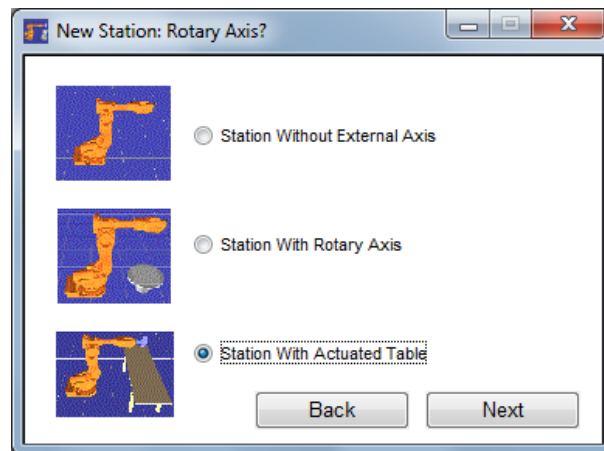 New Station: Rotary Axis?
Station Without External Axis
Station With Rotary Axis
Station With Actuated Table
Back Next